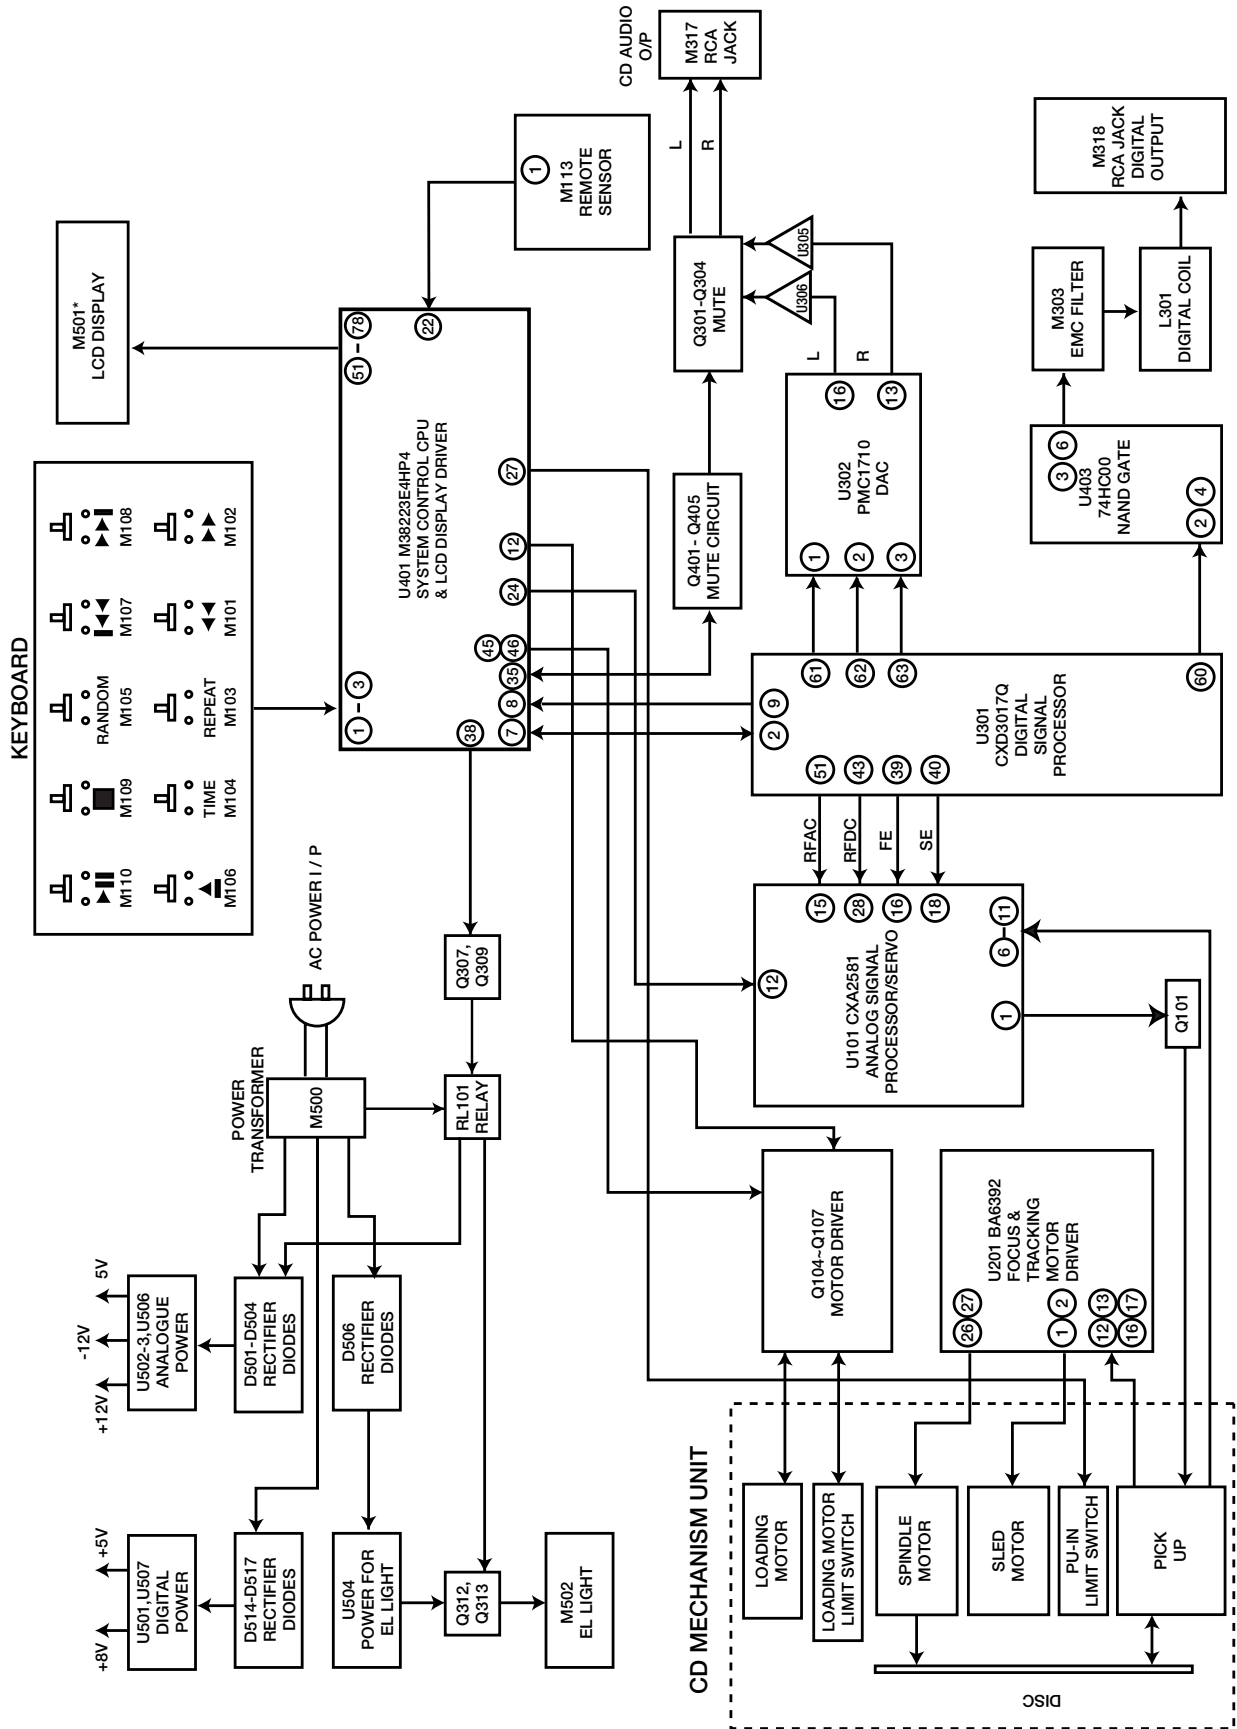 KEYBOARD
M110
M109
RANDOM
M105
M107
M108
M106
TIME
M104
REPEAT
M103
M101
M102
M501*
LCD DISPLAY
U401 M38223E4HP4
SYSTEM CONTROL CPU
& LCD DISPLAY DRIVER
1
3
51
78
22
38
7
8
35
45
46
24
12
27
1
M113
REMOTE
SENSOR
CD AUDIO
O/P
M317
RCA
JACK
L
R
Q301-Q304
MUTE
U306
U305
Q401- Q405
MUTE CIRCUIT
L
R
16
13
U302
PMC1710
DAC
1
2
3
61
62
63
2
9
60
U301
CXD3017Q
DIGITAL
SIGNAL
PROCESSOR
51
43
39
40
RFAC
RFDC
FE
SE
15
28
16
18
12
U101 CXA2581
ANALOG SIGNAL
PROCESSOR/SERVO
1
6
11
Q101
3
6
U403
74HC00
NAND GATE
2
4
M303
EMC FILTER
L301
DIGITAL COIL
M318
RCA JACK
DIGITAL
OUTPUT
AC POWER I / P
POWER
TRANSFORMER
M500
Q307,
Q309
RL101
RELAY
+8V
+5V
U501,U507
DIGITAL
POWER
D514-D517
RECTIFIER
DIODES
+12V
-12V
5V
U502-3,U506
ANALOGUE
POWER
D501-D504
RECTIFIER
DIODES
D506
RECTIFIER
DIODES
U504
POWER FOR
EL LIGHT
Q312,
Q313
M502
EL LIGHT
Q104~Q107
MOTOR DRIVER
U201 BA6392
FOCUS &
TRACKING
MOTOR
DRIVER
26
27
1
2
12
13
16
17
CD MECHANISM UNIT
LOADING
MOTOR
LOADING MOTOR
LIMIT SWITCH
SPINDLE
MOTOR
SLED
MOTOR
PU-IN
LIMIT SWITCH
PICK
UP
DISC